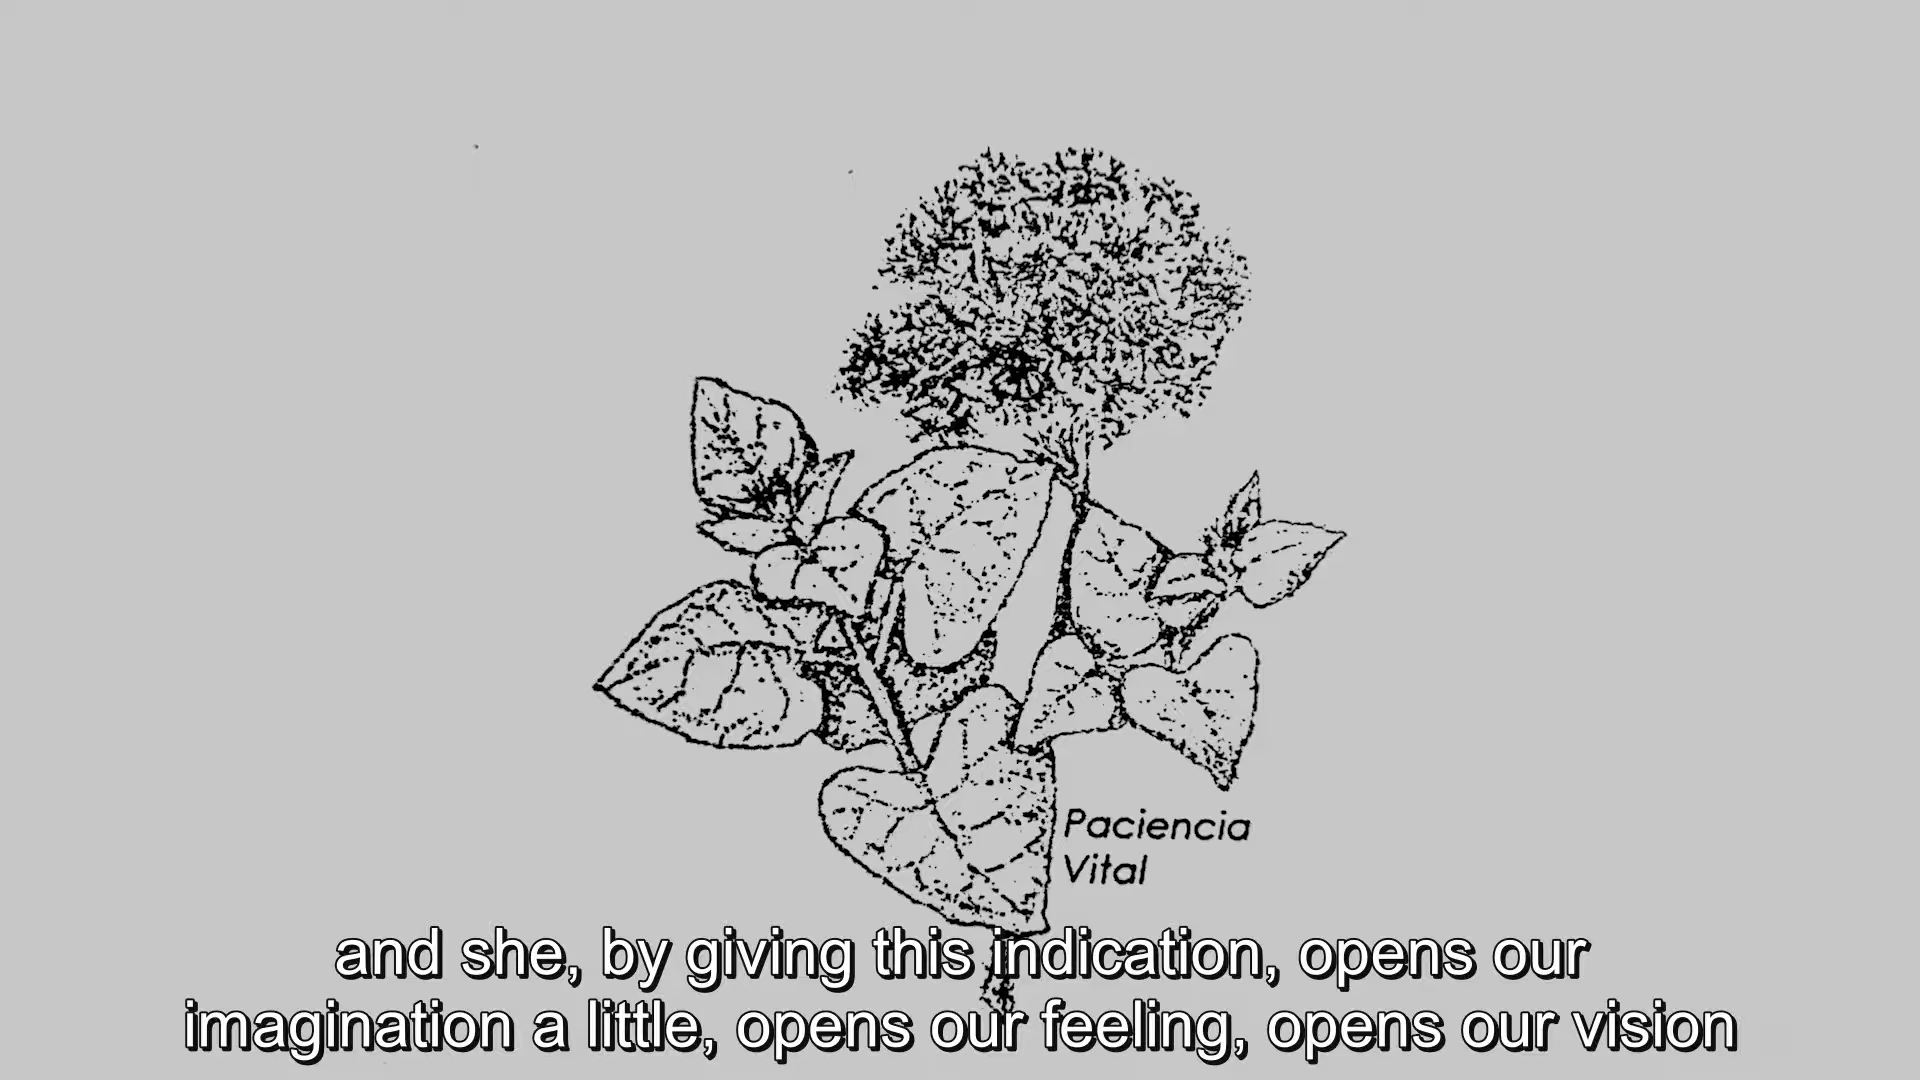 Paciencia
Vital
and she, by giving this indication, opens our
imagination a little, opens our feeling, opens our vision